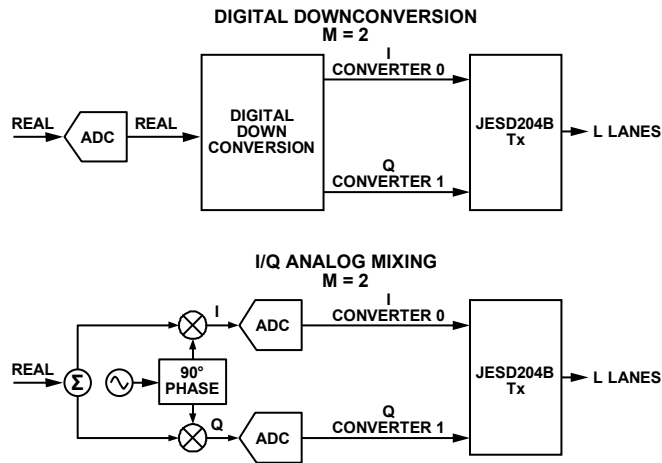 DIGITAL DOWNCONVERSION
M = 2
I
CONVERTER 0
REAL
ADC
REAL
DIGITAL
DOWN
CONVERSION
JESD204B
Tx
L LANES
Q
CONVERTER 1
I/Q ANALOG MIXING
M = 2
I
ADC
I
CONVERTER 0
REAL
Σ
90°
PHASE
JESD204B
Tx
L LANES
Q
ADC
Q
CONVERTER 1